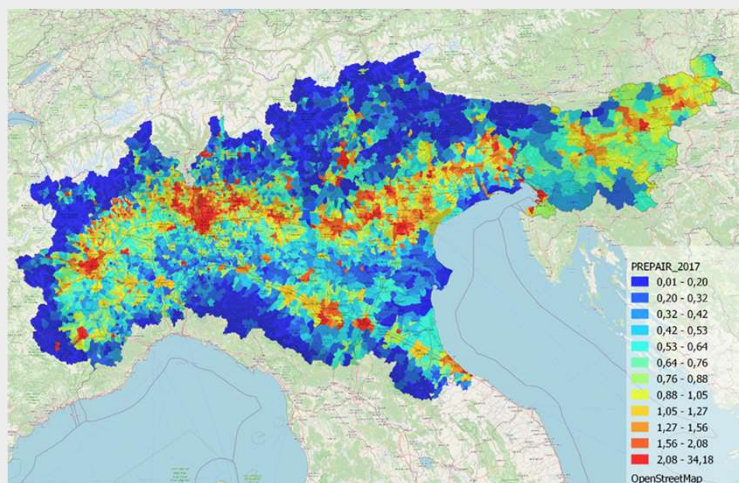 PREPAIR_2017
0,01 - 0,20
0,20 - 0,32
0,32 - 0,42
0,42 - 0,53
0,53 - 0,64
0,64 - 0,76
0,76 - 0,88
0,88 - 1,05
1,05 - 1,27
1,27 - 1,56
1,56 - 2,08
2,08 - 34,18
OpenStreetMap